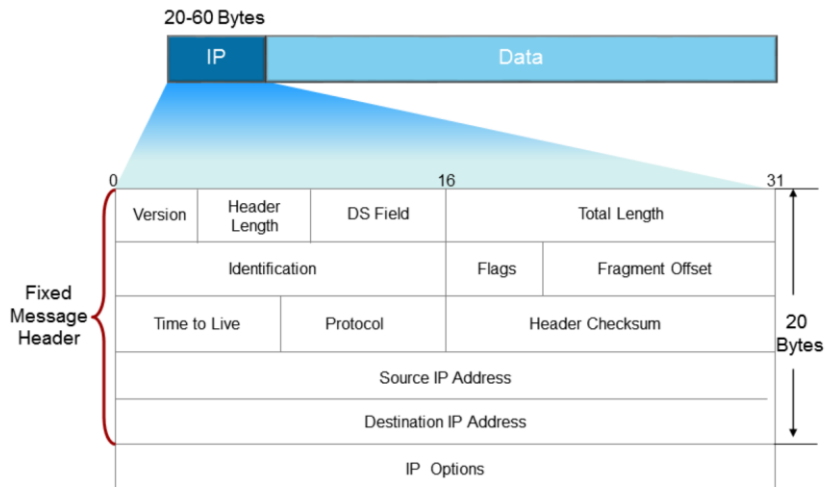 20-60 Bytes
IP
Data
0
16
31
Version
Header
Length
DS Field
Total Length
Identification
Flags
Fragment Offset
Fixed
Message
Header
Time to Live
Protocol
Header Checksum
20
Bytes
Source IP Address
Destination IP Address
IP Options